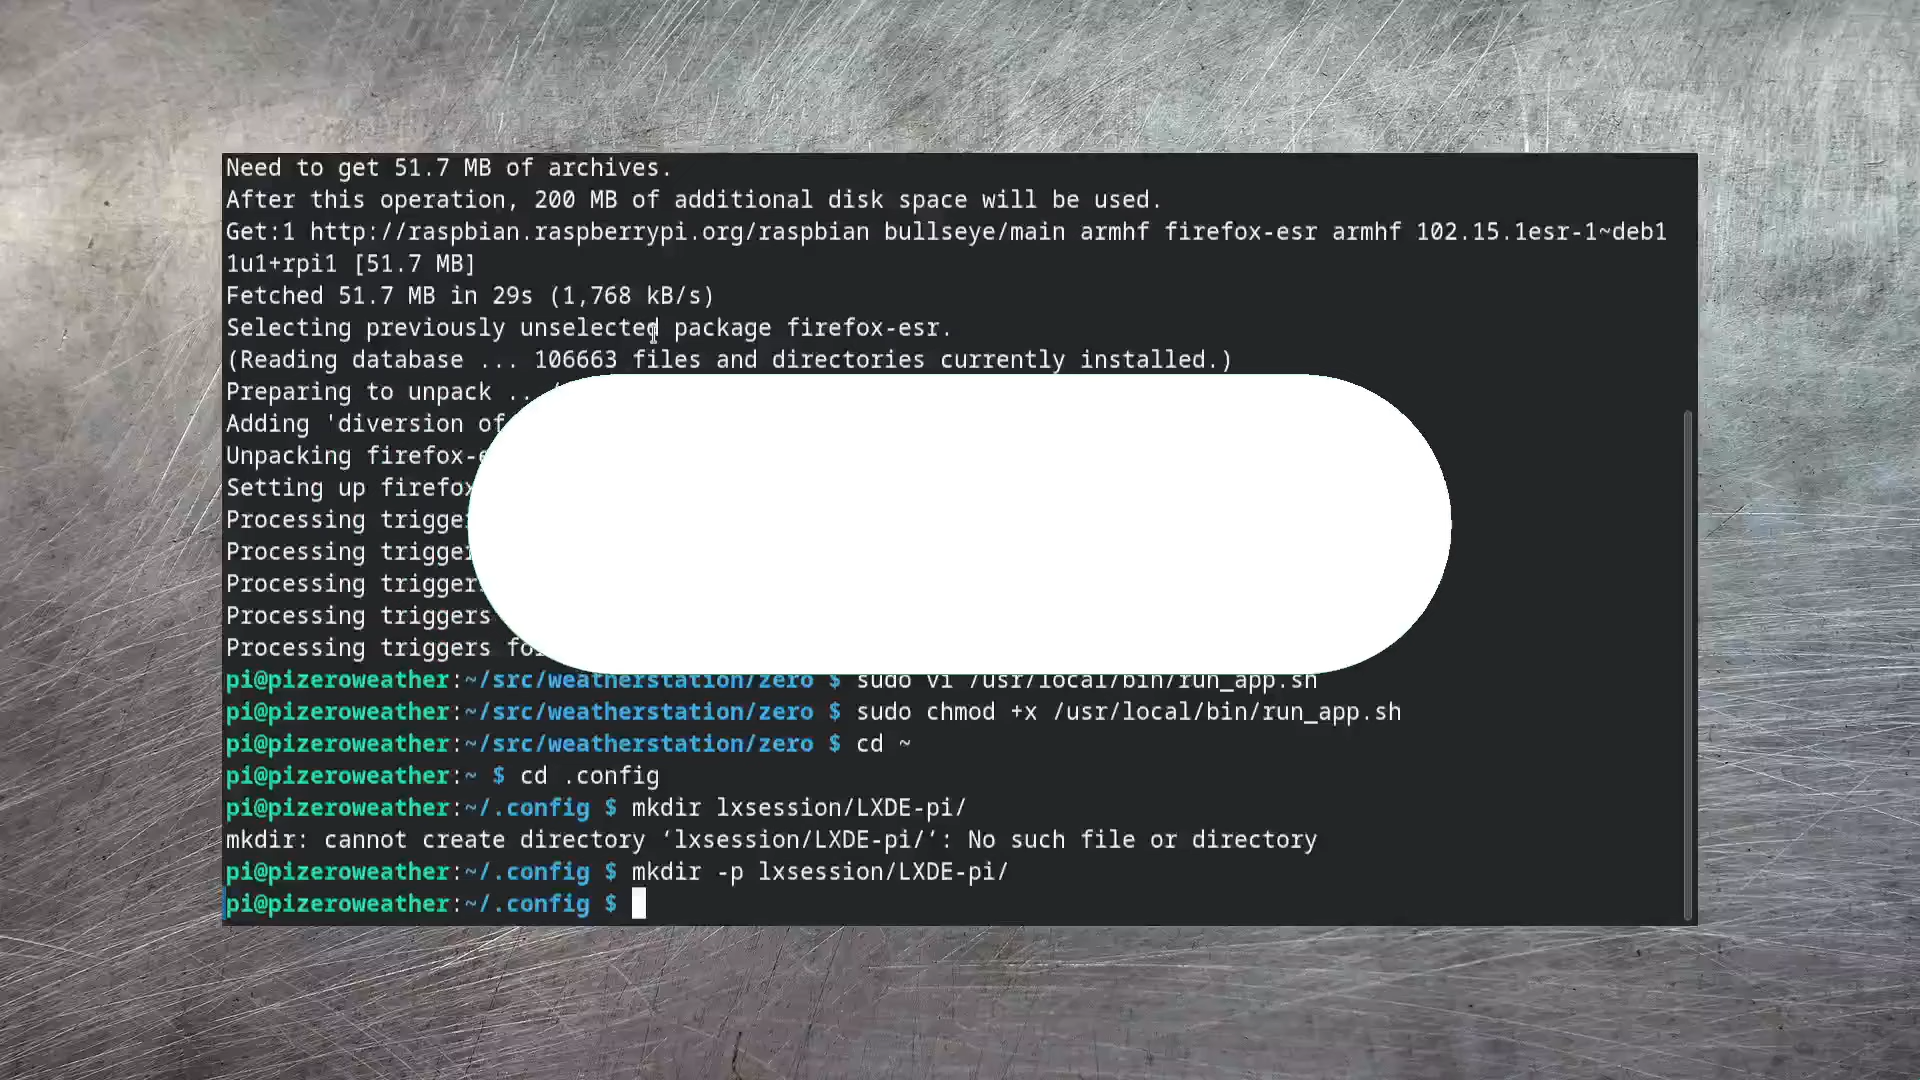 Need to get 51.7 MB of archives.
After this operation, 200 MB of additional disk space will be used.
Get:1 http://raspbian.raspberrypi.org/raspbian bullseye/main armhf firefox-esr armhf 102.15.1esr-1~deb1
1u1+rpi1 [51.7 MB]
Fetched 51.7 MB in 29s (1,768 kB/s)
Selecting previously unselected package firefox-esr.
(Reading database ... 106663 files and directories currently installed.)
Preparing to unpack ..
Adding 'diversion of
Unpacking
Setting up
Processing
Processing
Processing
Processing triggers
Processing triggers
pi@pizeroweather:~/src/weatherstation/zero $ sudo vi /usr/local/bin/run_app.sh
pi@pizeroweather:~/src/weatherstation/zero $ sudo chmod +x /usr/local/bin/run_app.sh
pi@pizeroweather:~/src/weatherstation/zero $ cd ~
pi@pizeroweather:~ $ cd .config
pi@pizeroweather:~/.config $ mkdir lxsession/LXDE-pi/
mkdir: cannot create directory ‘lxsession/LXDE-pi/‘: No such file or directory
pi@pizeroweather:~/.config $ mkdir -p lxsession/LXDE-pi/
pi@pizeroweather:~/.config $